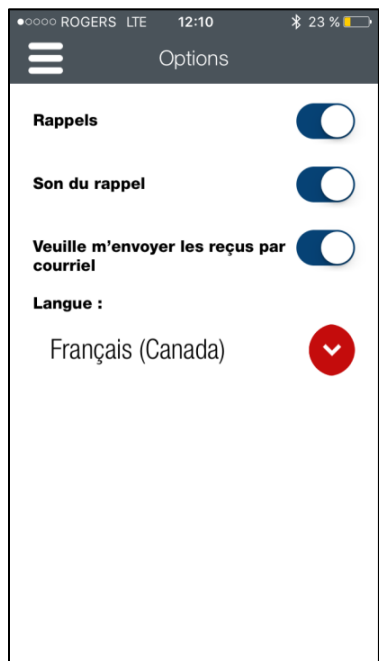 ROGERS LTE 12:10 23 %
Options
Rappels
Son du rappel
Veuille m'envoyer les reçus par
courriel
Langue :
Français (Canada)